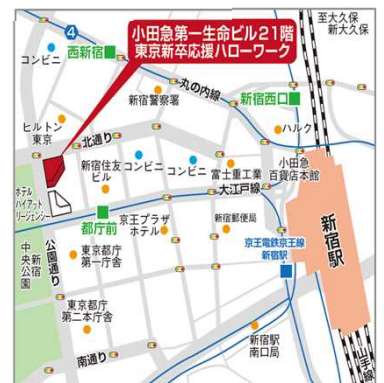 至大久保
新大久保
小田急第一生命ビル21階
東京新卒応援ハローワーク
4
西新宿
コンビニ
丸の内線
新宿警察署
新宿西口
ヒルトン
東京
北通り
ハルク
新宿住友
ビル
コンビニ
コンビニ
富士重工業
小田急
百貨店本館
大江戸線
ホテル
ハイアット
リージェンシー
都庁前
京王プラザ
ホテル
新宿郵便局
新宿駅
京王電鉄京王線
新宿駅
公園通り
新宿
中央公園
東京都庁
第一庁舎
東京都庁
第二本庁舎
南通り
新宿駅
南口局
山手線